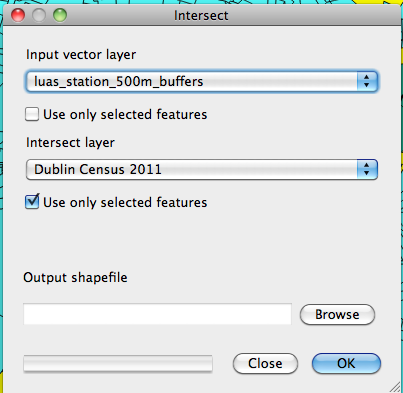 Intersect
Input vector layer
luas_station_500m_buffers
Use only selected features
Intersect layer
Dublin Census 2011
Use only selected features
Output shapefile
Browse
Close OK